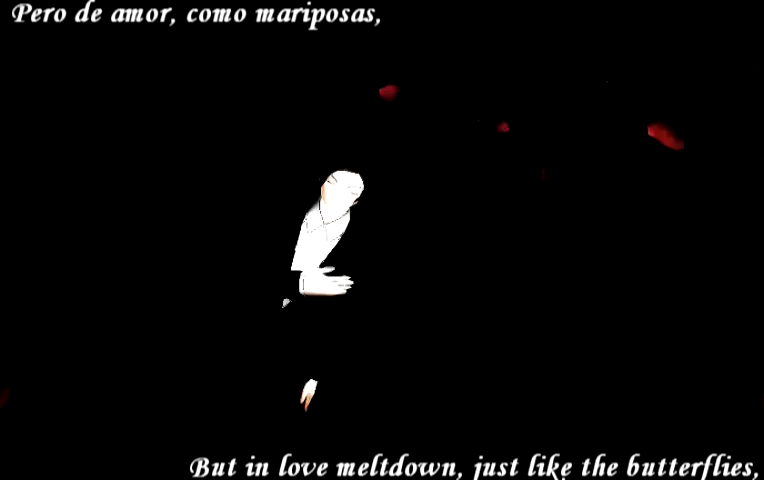 Pero de amor, como mariposas,
But in love meltdown, just like the butterflies,